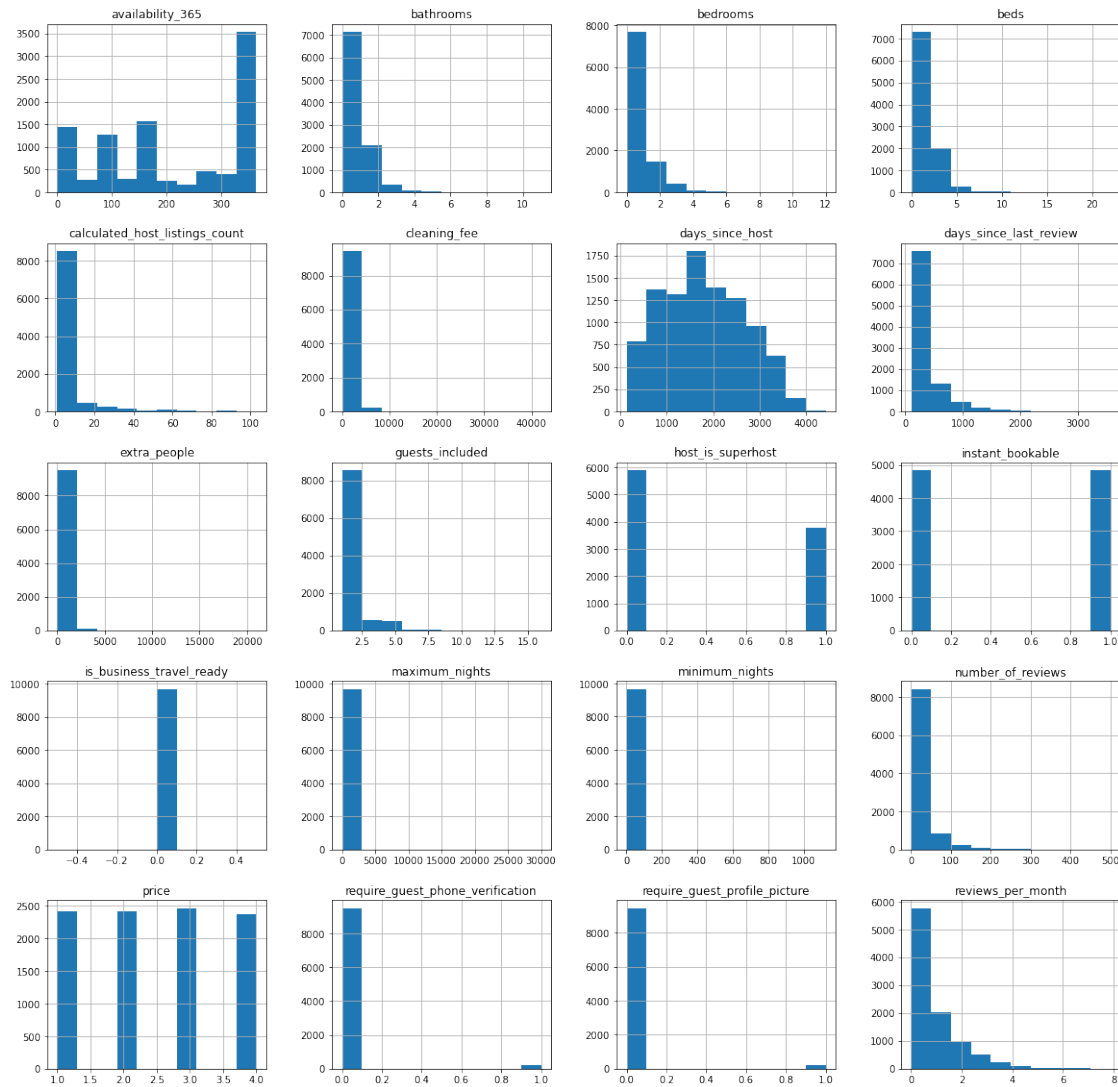 availability_365 bathrooms bedrooms beds
3500 3000 2500 2000 1500 1000 500 0
0 100 200 300
7000 6000 5000 4000 3000 2000 1000 0
0 2 4 6 8 10
8000 6000 4000 2000 0
0 2 4 6 8 10 12
7000 6000 5000 4000 3000 2000 1000 0
0 5 10 15 20
calculated_host_listings_count cleaning_fee days_since_host days_since_last_review
8000 6000 4000 2000 0
0 20 40 60 80 100
8000 6000 4000 2000 0
0 10000 20000 30000 40000
1750 1500 1250 1000 750 500 250 0
0 1000 2000 3000 4000
7000 6000 5000 4000 3000 2000 1000 0
0 1000 2000 3000
extra_people guests_included host_is_superhost instant_bookable
8000 6000 4000 2000 0
0 5000 10000 15000 20000
8000 6000 4000 2000 0
2.5 5.0 7.5 10.0 12.5 15.0
6000 5000 4000 3000 2000 1000 0
0.0 0.2 0.4 0.6 0.8 1.0
5000 4000 3000 2000 1000 0
0.0 0.2 0.4 0.6 0.8 1.0
is_business_travel_ready maximum_nights minimum_nights number_of_reviews
10000 8000 6000 4000 2000 0
−0.4 −0.2 0.0 0.2 0.4
10000 8000 6000 4000 2000 0
0 5000 10000 15000 20000 25000 30000
10000 8000 6000 4000 2000 0
0 200 400 600 800 1000
8000 6000 4000 2000 0
0 100 200 300 400 500
price require_guest_phone_verification require_guest_profile_picture reviews_per_month
2500 2000 1500 1000 500 0
1.0 1.5 2.0 2.5 3.0 3.5 4.0
8000 6000 4000 2000 0
0.0 0.2 0.4 0.6 0.8 1.0
8000 6000 4000 2000 0
0.0 0.2 0.4 0.6 0.8 1.0
6000 5000 4000 3000 2000 1000 0
0 2 4 6 8